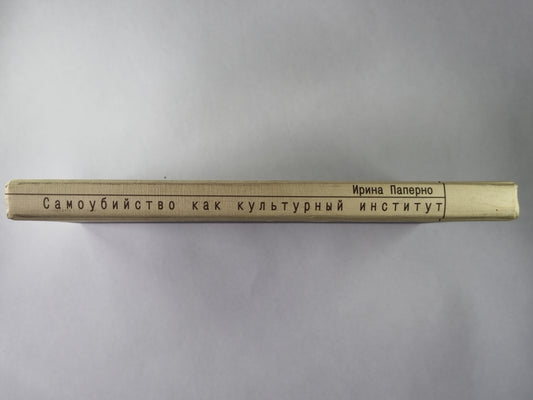 Ирина Паперно
Самоубийство как культурный институт